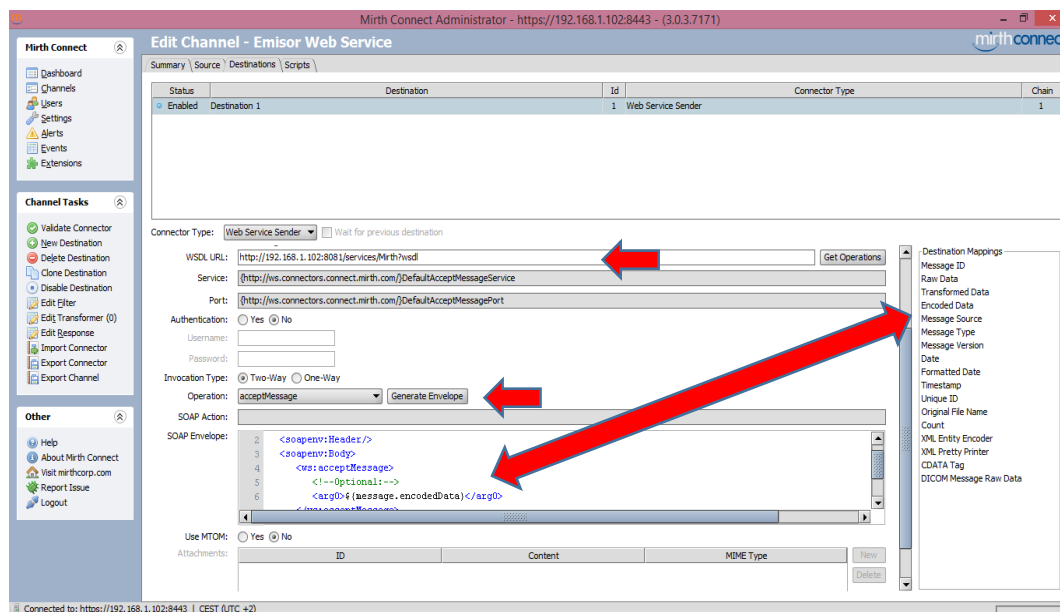 Mirth Connect Administrator - https://192.168.1.102:8443 - (3.0.3.7171)
Mirth Connect
Dashboard
Channels
Users
Settings
Alerts
Events
Extensions
Channel Tasks
Validate Connector
New Destination
Delete Destination
Clone Destination
Disable Destination
Edit Filter
Edit Transformer (0)
Edit Response
Import Connector
Export Connector
Export Channel
Other
Help
About Mirth Connect
Visit mirthcorp.com
Report Issue
Logout
Edit Channel - Emisor Web Service
mirthconnec
Summary Source Destinations Scripts
Status Destination Id Connector Type Chain
Enabled Destination 1 1 Web Service Sender 1
Connector Type: Web Service Sender Wait for previous destination
WSDL URL: http://192.168.1.102:8081/services/Mirth?wsdl Get Operations
Service: {http://ws.connectors.connect.mirth.com/}DefaultAcceptMessageService
Port: {http://ws.connectors.connect.mirth.com/}DefaultAcceptMessagePort
Authentication: Yes No
Username:
Password:
Invocation Type: Two-Way One-Way
Operation: acceptMessage Generate Envelope
SOAP Action:
SOAP Envelope:
2 <soapenv:Header/>
3 <soapenv:Body>
4 <ws:acceptMessage>
5 <!--Optional:-->
6 <arg0>${message.encodedData}</arg0>
</ws:acceptMessage>
Use MTOM: Yes No
Attachments: ID Content MIME Type New
Delete
Destination Mappings
Message ID
Raw Data
Transformed Data
Encoded Data
Message Source
Message Type
Message Version
Date
Formatted Date
Timestamp
Unique ID
Original File Name
Count
XML Entity Encoder
XML Pretty Printer
CDATA Tag
DICOM Message Raw Data
Connected to: https://192.168.1.102:8443 | CEST (UTC +2)